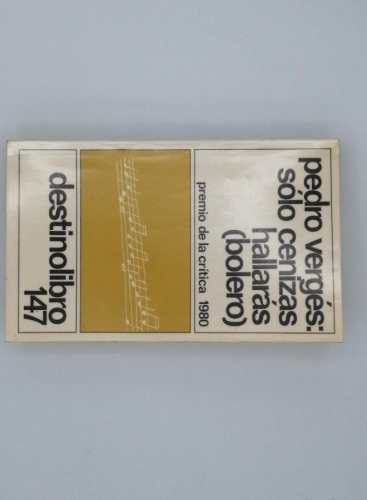 pedro vergés:
sólo cenizas
hallarás
(bolero)
premio de la crítica 1980
destinolibro
147